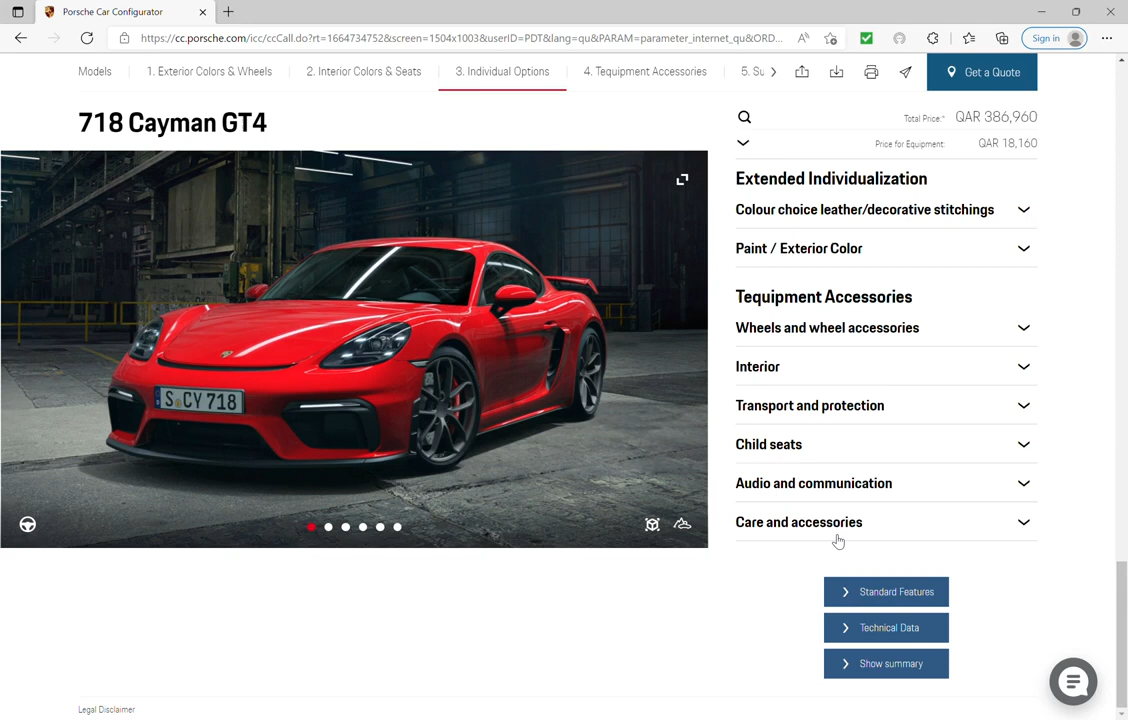 Porsche Car Configurator
https://cc.porsche.com/icc/ccCall.do?rt=1664734752&screen=1504x1003&userID=PDT&lang=qu&PARAM=parameter_internet_qu&ORD...
Sign in
Models
1. Exterior Colors & Wheels
2. Interior Colors & Seats
3. Individual Options
4. Tequipment Accessories
5. Su
Get a Quote
718 Cayman GT4
Total Price:* QAR 386,960
Price for Equipment: QAR 18,160
S CY 718
Extended Individualization
Colour choice leather/decorative stitchings
Paint / Exterior Color
Tequipment Accessories
Wheels and wheel accessories
Interior
Transport and protection
Child seats
Audio and communication
Care and accessories
Standard Features
Technical Data
Show summary
Legal Disclaimer